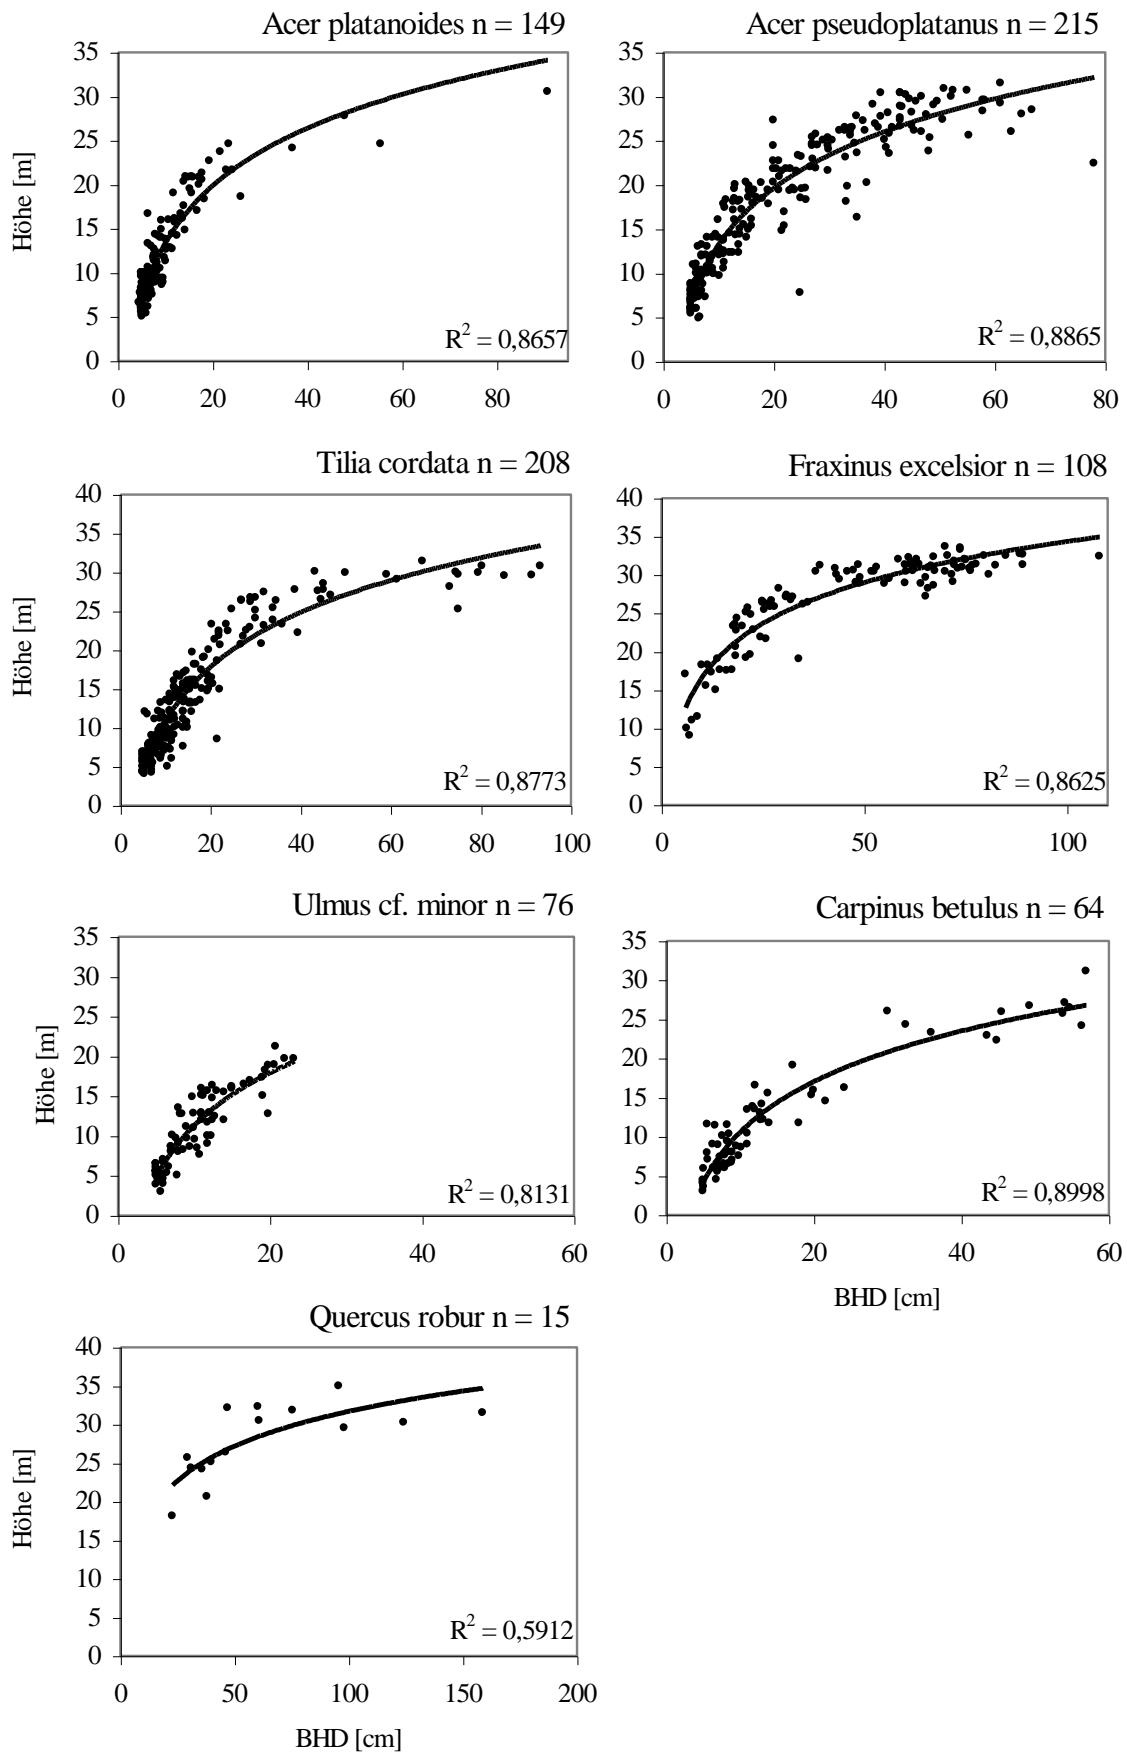 Acer platanoides n = 149
35
30
25
20
15
10
5
0
Höhe [m]
R² = 0,8657
0 20 40 60 80
Acer pseudoplatanus n = 215
35
30
25
20
15
10
5
0
R² = 0,8865
0 20 40 60 80
Tilia cordata n = 208
40
35
30
25
20
15
10
5
0
Höhe [m]
R² = 0,8773
0 20 40 60 80 100
Fraxinus excelsior n = 108
40
35
30
25
20
15
10
5
0
R² = 0,8625
0 50 100
Ulmus cf. minor n = 76
35
30
25
20
15
10
5
0
Höhe [m]
R² = 0,8131
0 20 40 60
Carpinus betulus n = 64
35
30
25
20
15
10
5
0
R² = 0,8998
0 20 40 60
BHD [cm]
Quercus robur n = 15
40
35
30
25
20
15
10
5
0
Höhe [m]
R² = 0,5912
0 50 100 150 200
BHD [cm]